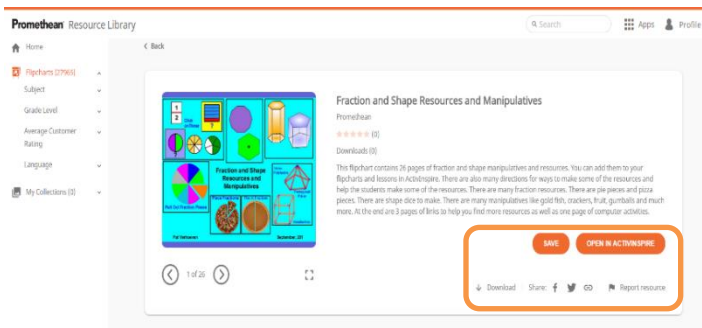 Promethean Resource Library
Search
Apps
Profile
Home
Back
Flipcharts (27965)
Subject
Grade Level
Average Customer
Rating
Language
My Collections (3)
1
2
Fraction and Shape
Resources and
Manipulatives
September, 201
1 of 26
Fraction and Shape Resources and Manipulatives
Promethean
(0)
Downloads (0)
This flipchart contains 26 pages of fraction and shape manipulatives and resources. You can add them to your
flipcharts and lessons in ActivInspire. There are also many directions for ways to make some of the resources and
help the students make some of the resources. There are many fraction resources. There are pie pieces and pizza
pieces. There are shape dice to make. There are many manipulatives like gold fish, crackers, fruit, gumballs and much
more. At the end are 3 pages of links to help you find more resources as well as one page of computer activities.
SAVE
OPEN IN ACTIVINSPIRE
Download
Share:
Report resource